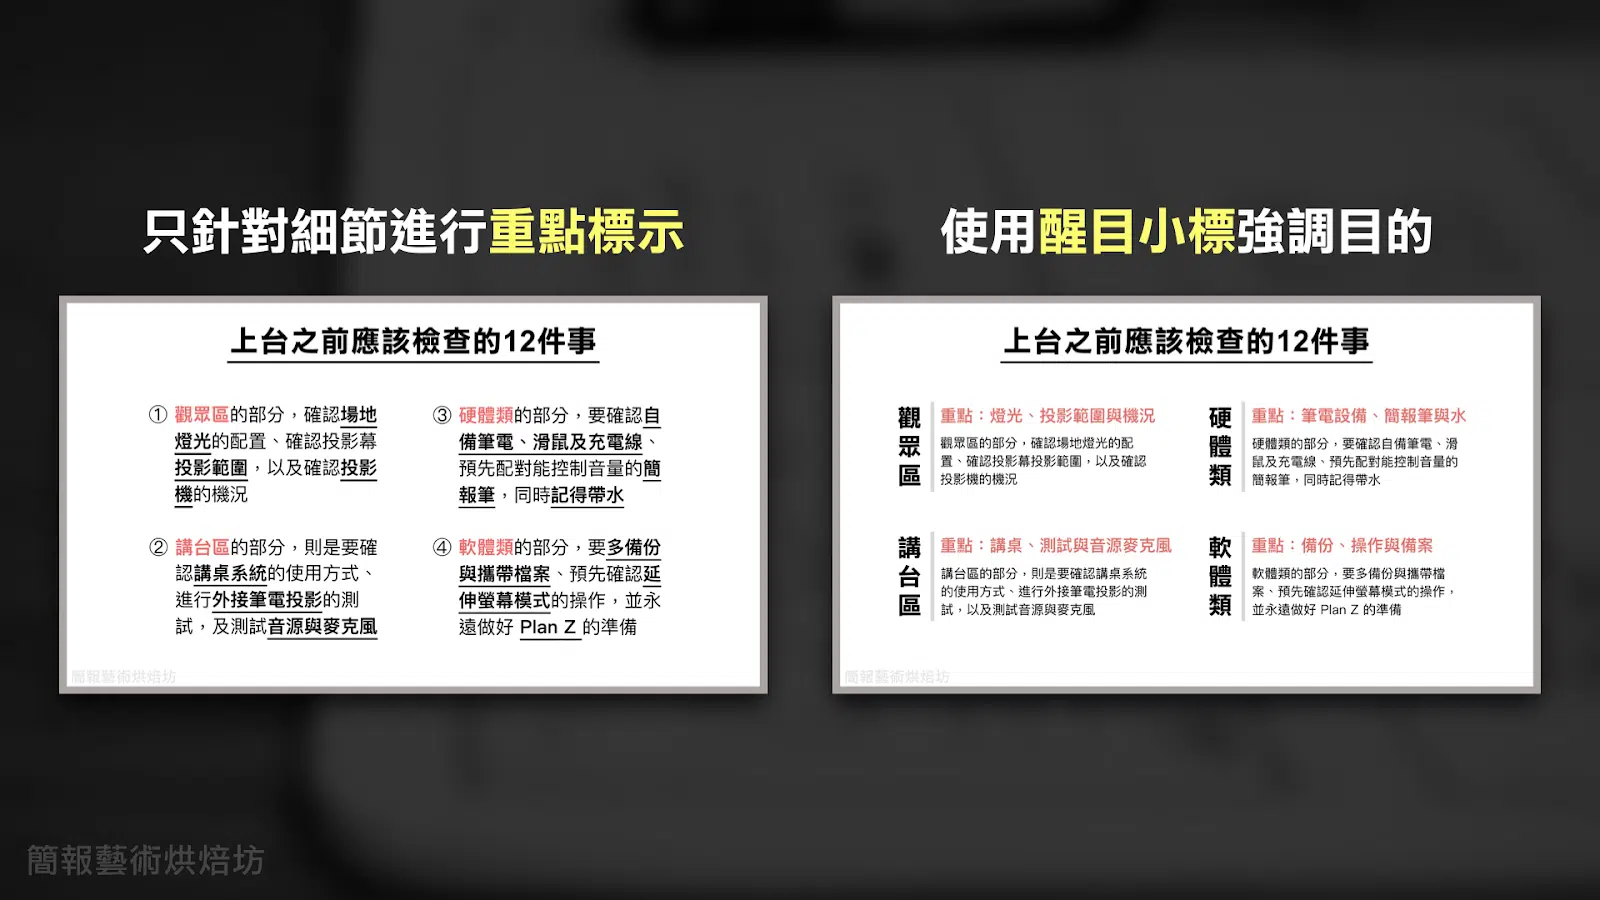 只針對細節進行重點標示
上台之前應該檢查的12件事
① 觀眾區的部分，確認場地
燈光的配置、確認投影幕
投影範圍，以及確認投影
機的機況
② 講台區的部分，則是要確
認講桌系統的使用方式、
進行外接筆電投影的測
試，及測試音源與麥克風
③ 硬體類的部分，要確認自
備筆電、滑鼠及充電線、
預先配對能控制音量的簡
報筆，同時記得帶水
④ 軟體類的部分，要多備份
與攜帶檔案、預先確認延
伸螢幕模式的操作，並永
遠做好 Plan Z 的準備
簡報藝術烘焙坊
使用醒目小標強調目的
上台之前應該檢查的12件事
觀眾區
重點：燈光、投影範圍與機況
觀眾區的部分，確認場地燈光的配
置、確認投影幕投影範圍，以及確認
投影機的機況
硬體類
重點：筆電設備、簡報筆與水
硬體類的部分，要確認自備筆電、滑
鼠及充電線、預先配對能控制音量的
簡報筆，同時記得帶水
講台區
重點：講桌、測試與音源麥克風
講台區的部分，則是要確認講桌系統
的使用方式、進行外接筆電投影的測
試，以及測試音源與麥克風
軟體類
重點：備份、操作與備案
軟體類的部分，要多備份與攜帶檔
案、預先確認延伸螢幕模式的操作，
並永遠做好 Plan Z 的準備
簡報藝術烘焙坊
簡報藝術烘焙坊